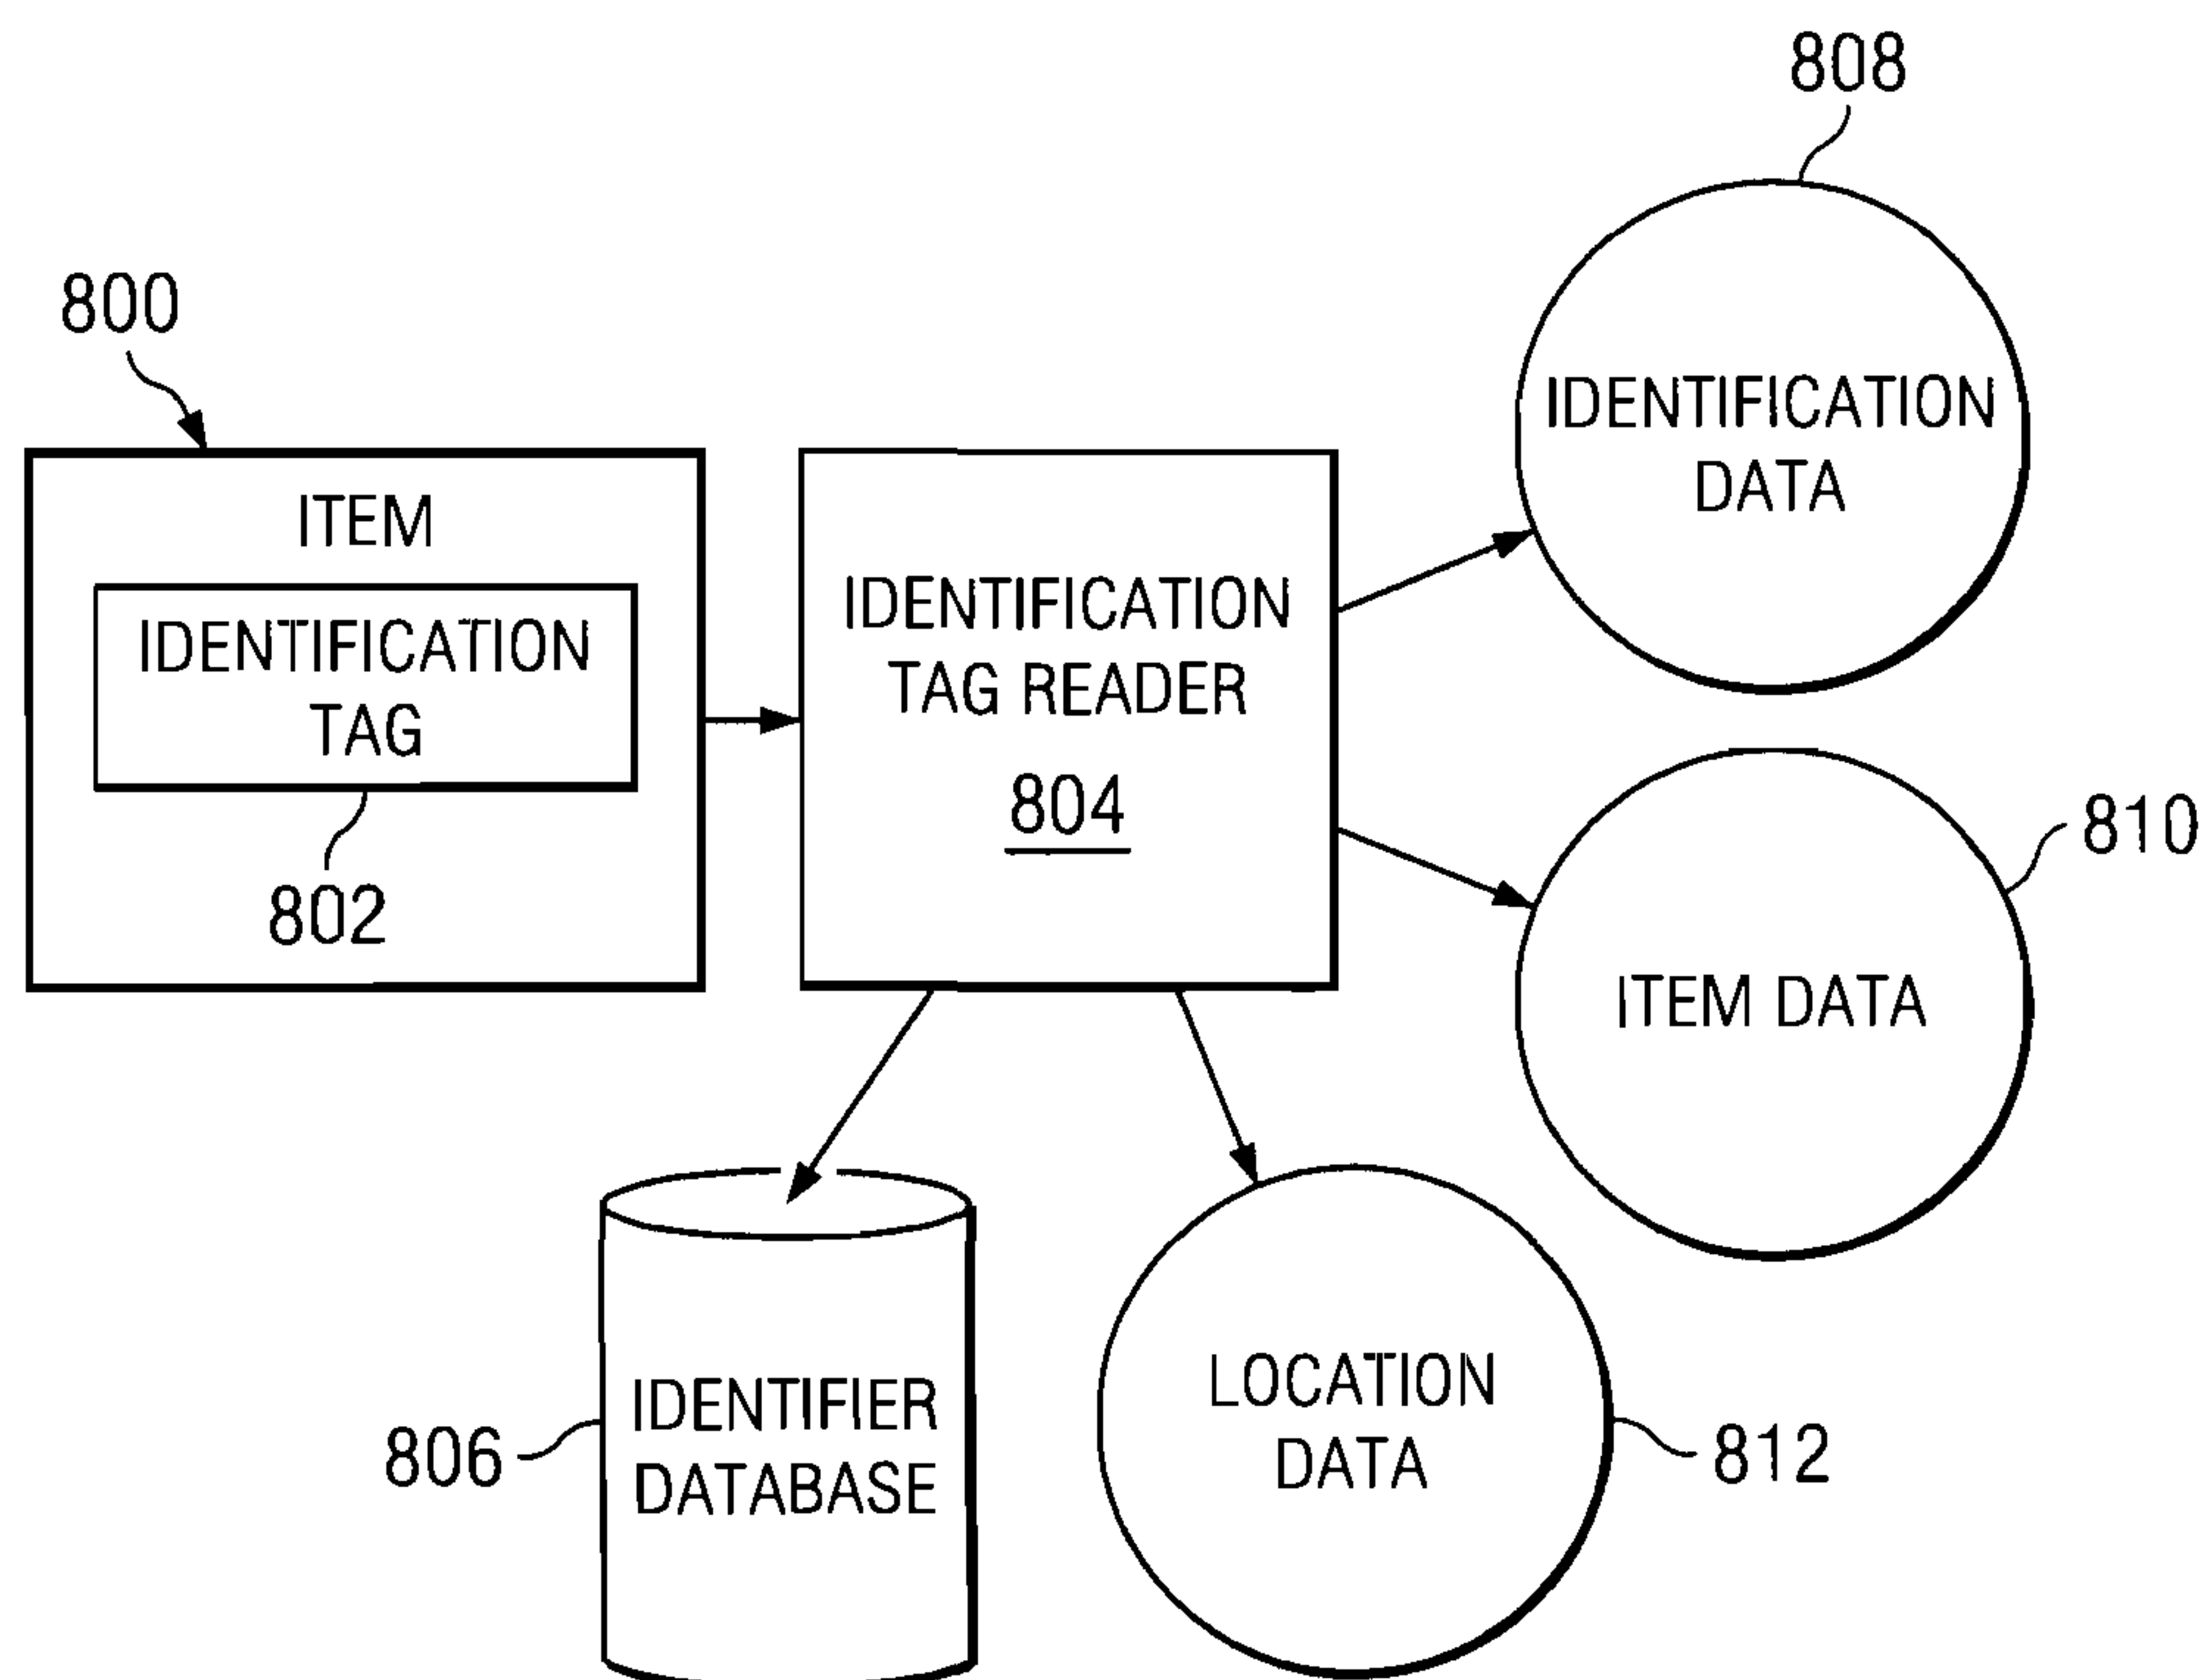 808
800
IDENTIFICATION
DATA
ITEM
IDENTIFICATION
TAG
802
IDENTIFICATION
TAG READER
804
810
ITEM DATA
806
IDENTIFIER
DATABASE
LOCATION
DATA
812